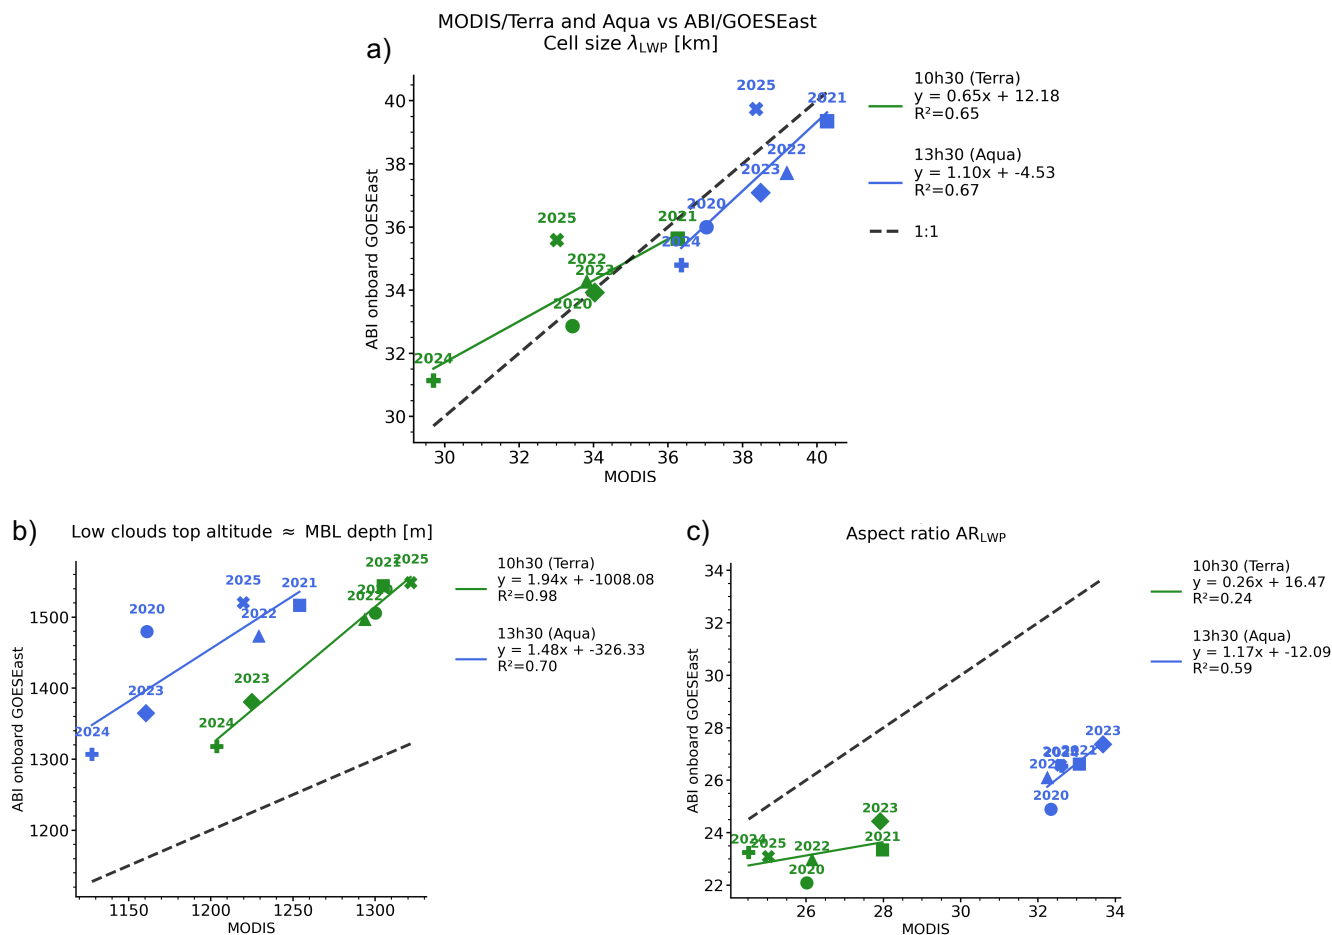 MODIS/Terra and Aqua vs ABI/GOESEast
Cell size λLWP [km]
a)
ABI onboard GOESEast
40
38
36
34
32
30
2025
2021
2022
2023
2020
2024
2021
2025
2022
2023
2020
2024
30 32 34 36 38 40
MODIS
10h30 (Terra)
y = 0.65x + 12.18
R²=0.65
13h30 (Aqua)
y = 1.10x + -4.53
R²=0.67
1:1
b)
Low clouds top altitude ≈ MBL depth [m]
ABI onboard GOESEast
1500
1400
1300
1200
2025
2021
2020
2022
2023
2024
2021
2025
2020
2022
2023
2024
1150 1200 1250 1300
MODIS
10h30 (Terra)
y = 1.94x + -1008.08
R²=0.98
13h30 (Aqua)
y = 1.48x + -326.33
R²=0.70
c)
Aspect ratio ARLWP
ABI onboard GOESEast
34
32
30
28
26
24
22
2023
2021
2020
2023
2021
2024
2025
2022
2020
26 28 30 32 34
MODIS
10h30 (Terra)
y = 0.26x + 16.47
R²=0.24
13h30 (Aqua)
y = 1.17x + -12.09
R²=0.59